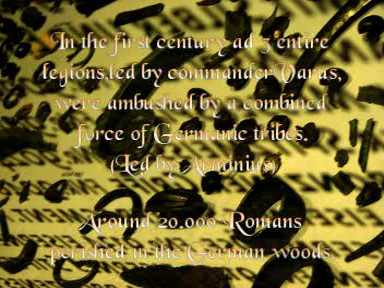 In the first century ad 3 entire
legions,led by commander Varus,
were ambushed by a combined
force of Germanic tribes.
(Led by Arminius)
Around 20.000 Romans
perished in the German woods.